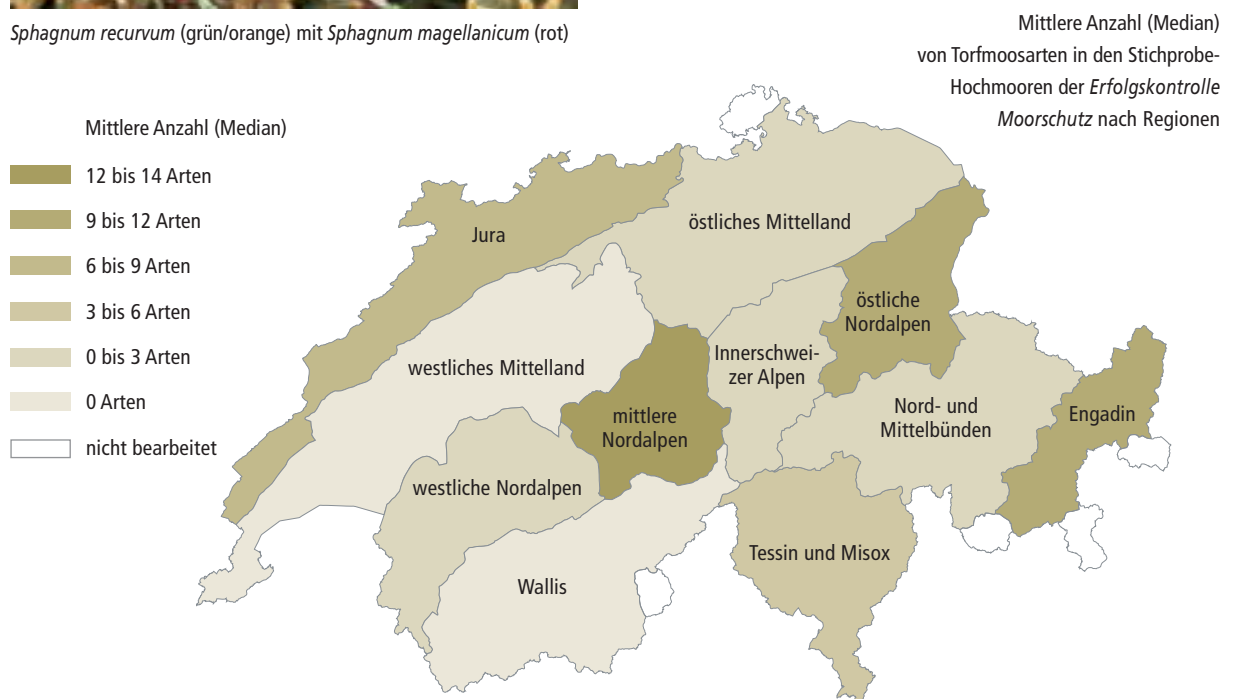 Sphagnum recurvum (grün/orange) mit Sphagnum magellanicum (rot)
Mittlere Anzahl (Median)
von Torfmoosarten in den Stichprobe-
Hochmooren der Erfolgskontrolle
Moorschutz nach Regionen
Mittlere Anzahl (Median)
12 bis 14 Arten
9 bis 12 Arten
6 bis 9 Arten
3 bis 6 Arten
0 bis 3 Arten
0 Arten
nicht bearbeitet
Jura
östliches Mittelland
östliche
Nordalpen
Innerschwei-
zer Alpen
westliches Mittelland
mittlere
Nordalpen
Nord- und
Mittelbünden
Engadin
westliche Nordalpen
Tessin und Misox
Wallis